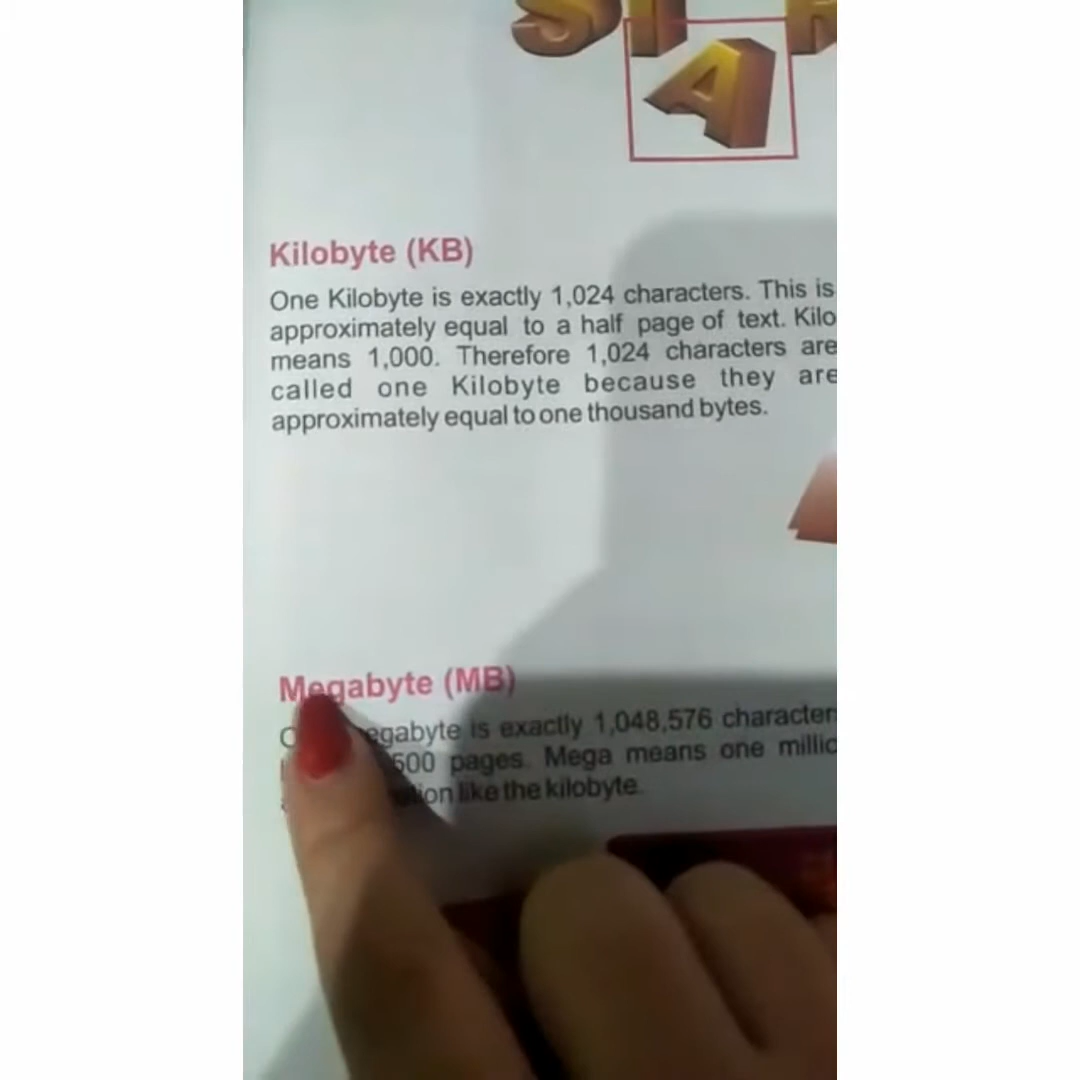 A
Kilobyte (KB)
One Kilobyte is exactly 1,024 characters. This is
approximately equal to a half page of text. Kilo
means 1,000. Therefore 1,024 characters are
called one Kilobyte because they are
approximately equal to one thousand bytes.
Megabyte (MB)
is exactly 1,048,576
500 pages. Mega means one
like the kilobyte.